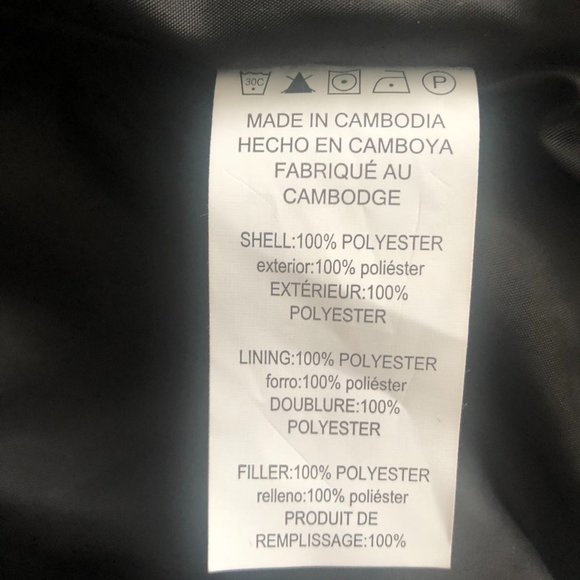 30C P
MADE IN CAMBODIA
HECHO EN CAMBOYA
FABRIQUÉ AU
CAMBODGE
SHELL:100% POLYESTER
exterior:100% poliéster
EXTÉRIEUR:100%
POLYESTER
LINING:100% POLYESTER
forro:100% poliéster
DOUBLURE:100%
POLYESTER
FILLER:100% POLYESTER
relleno:100% poliéster
PRODUIT DE
REMPLISSAGE:100%